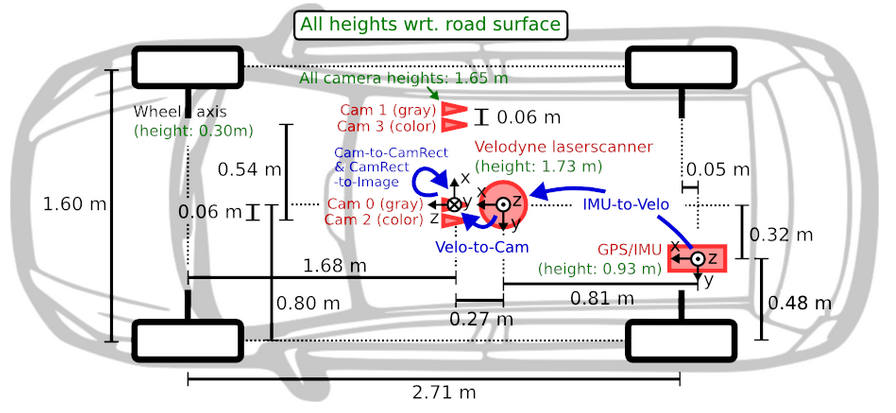 All heights wrt. road surface
All camera heights: 1.65 m
Wheel axis
(height: 0.30m)
Cam 1 (gray)
Cam 3 (color)
0.06 m
Cam-to-CamRect
& CamRect
-to-Image
Velodyne laserscanner
(height: 1.73 m)
0.54 m
0.05 m
1.60 m
0.06 m
Cam 0 (gray)
Cam 2 (color)
x
y
z
x
z
y
IMU-to-Velo
Velo-to-Cam
0.32 m
GPS/IMU
(height: 0.93 m)
x
z
y
1.68 m
0.80 m
0.27 m
0.81 m
0.48 m
2.71 m